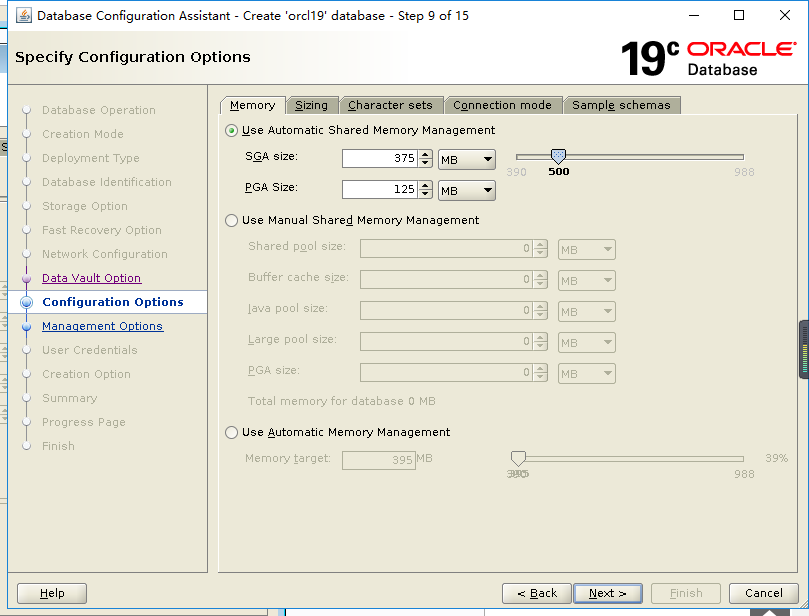 Database Configuration Assistant - Create 'orcl19' database - Step 9 of 15
Specify Configuration Options
19c ORACLE®
Database
Database Operation
Creation Mode
Deployment Type
Database Identification
Storage Option
Fast Recovery Option
Network Configuration
Data Vault Option
Configuration Options
Management Options
User Credentials
Creation Option
Summary
Progress Page
Finish
Memory Sizing Character sets Connection mode Sample schemas
Use Automatic Shared Memory Management
SGA size: 375 MB
390 500 988
PGA Size: 125 MB
Use Manual Shared Memory Management
Shared pool size: 0 MB
Buffer cache size: 0 MB
Java pool size: 0 MB
Large pool size: 0 MB
PGA size: 0 MB
Total memory for database 0 MB
Use Automatic Memory Management
Memory target: 395 MB 39%
988
Help < Back Next > Finish Cancel